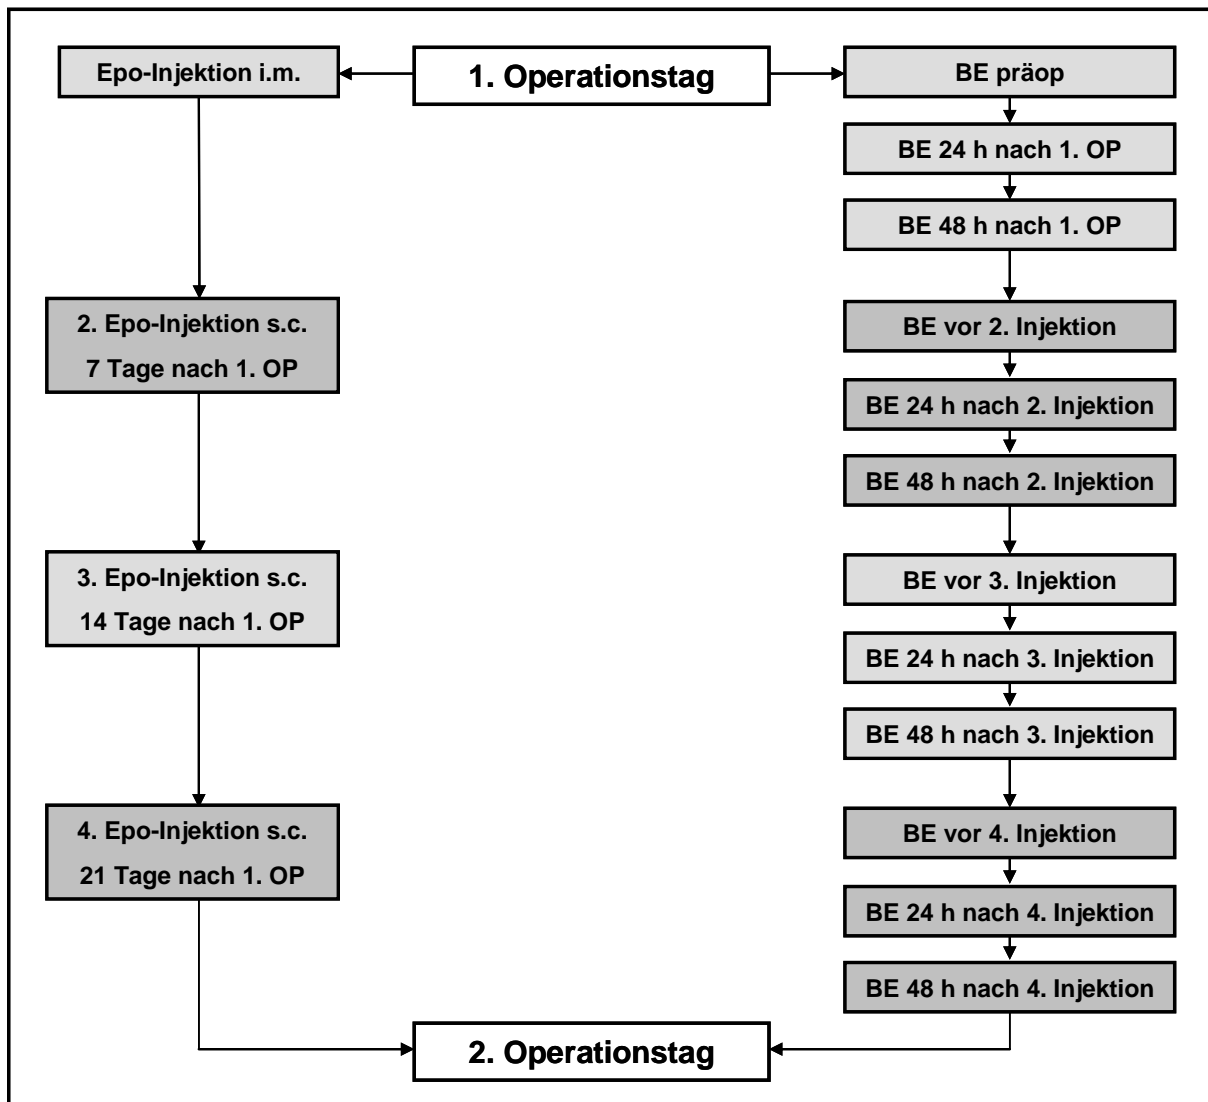 1. Operationstag
Epo-Injektion i.m.
2. Epo-Injektion s.c.
7 Tage nach 1. OP
3. Epo-Injektion s.c.
14 Tage nach 1. OP
4. Epo-Injektion s.c.
21 Tage nach 1. OP
BE präop
BE 24 h nach 1. OP
BE 48 h nach 1. OP
BE vor 2. Injektion
BE 24 h nach 2. Injektion
BE 48 h nach 2. Injektion
BE vor 3. Injektion
BE 24 h nach 3. Injektion
BE 48 h nach 3. Injektion
BE vor 4. Injektion
BE 24 h nach 4. Injektion
BE 48 h nach 4. Injektion
2. Operationstag